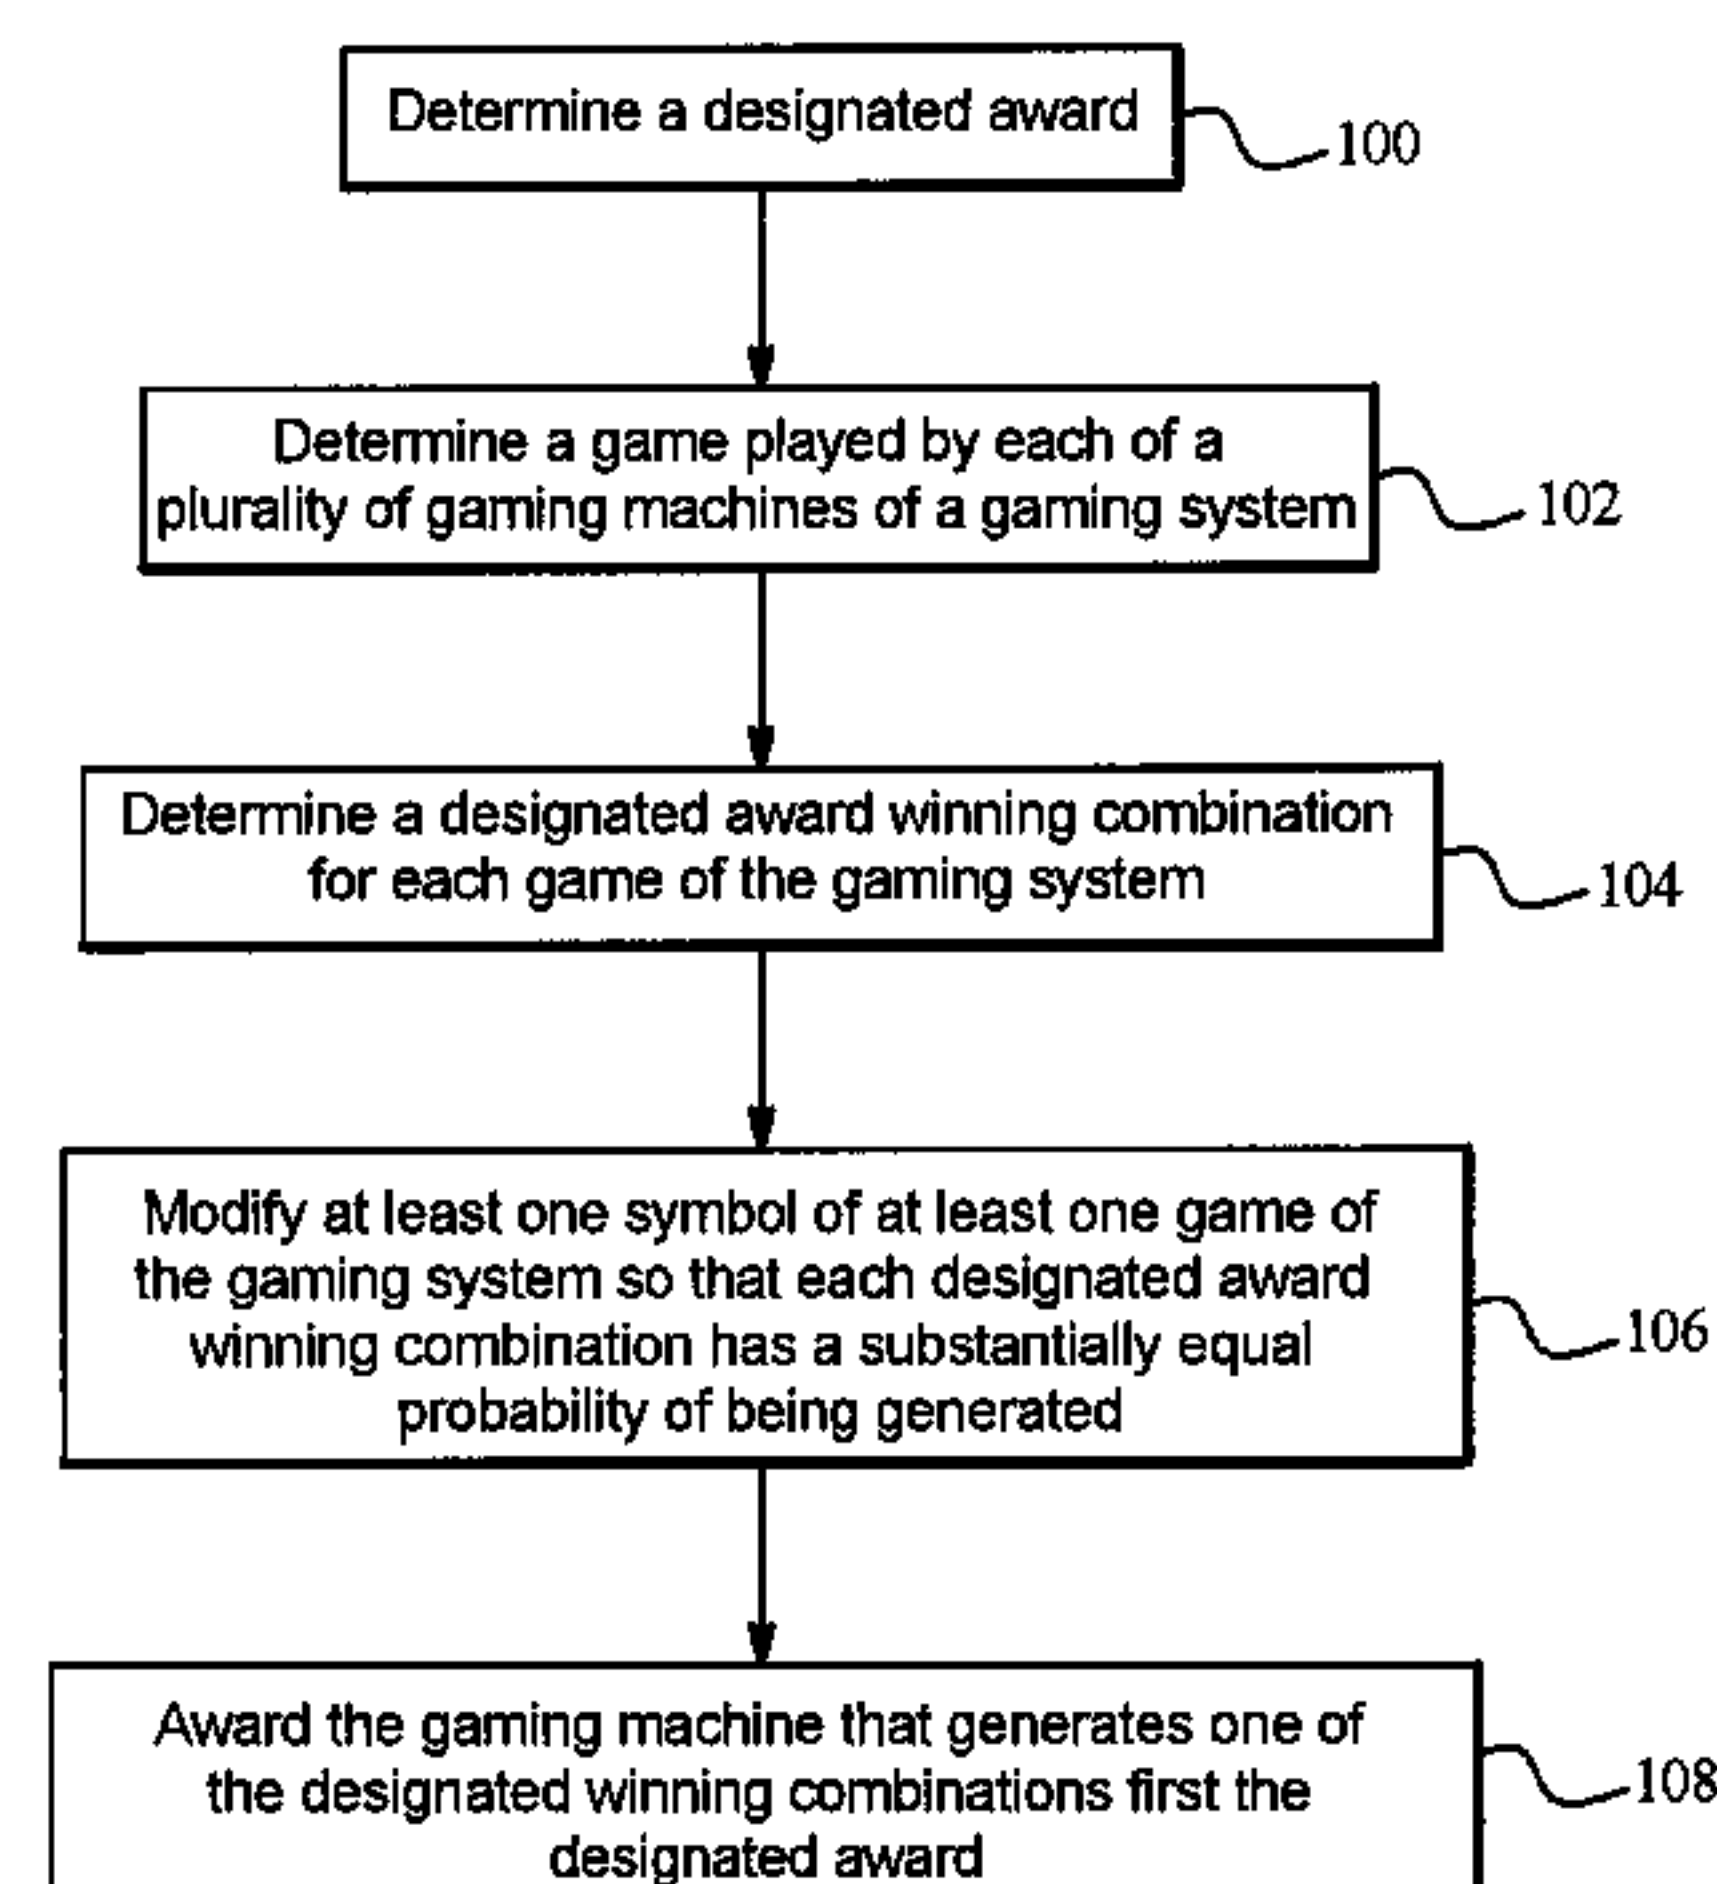 Determine a designated award
100
Determine a game played by each of a
plurality of gaming machines of a gaming system
102
Determine a designated award winning combination
for each game of the gaming system
104
Modify at least one symbol of at least one game of
the gaming system so that each designated award
winning combination has a substantially equal
probability of being generated
106
Award the gaming machine that generates one of
the designated winning combinations first the
designated award
108